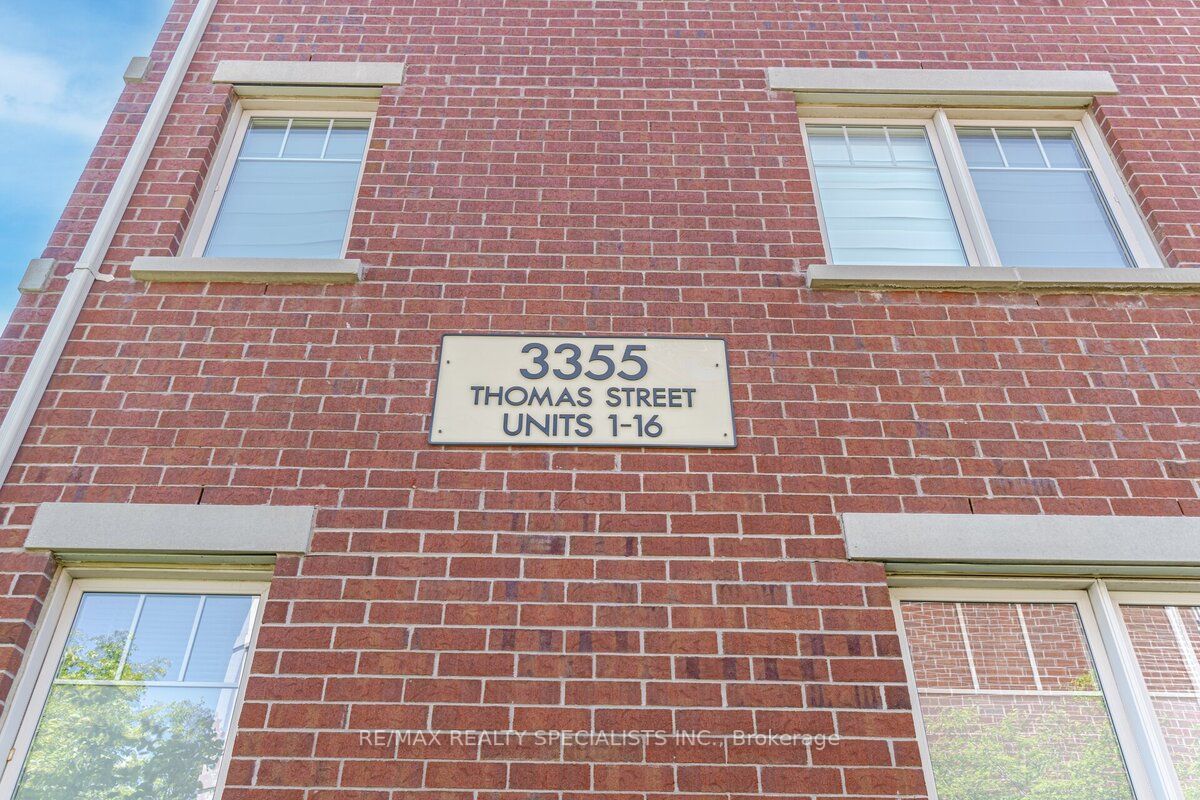 3355
THOMAS STREET
UNITS 1-16
RE/MAX REALTY SPECIALISTS INC., Brokerage